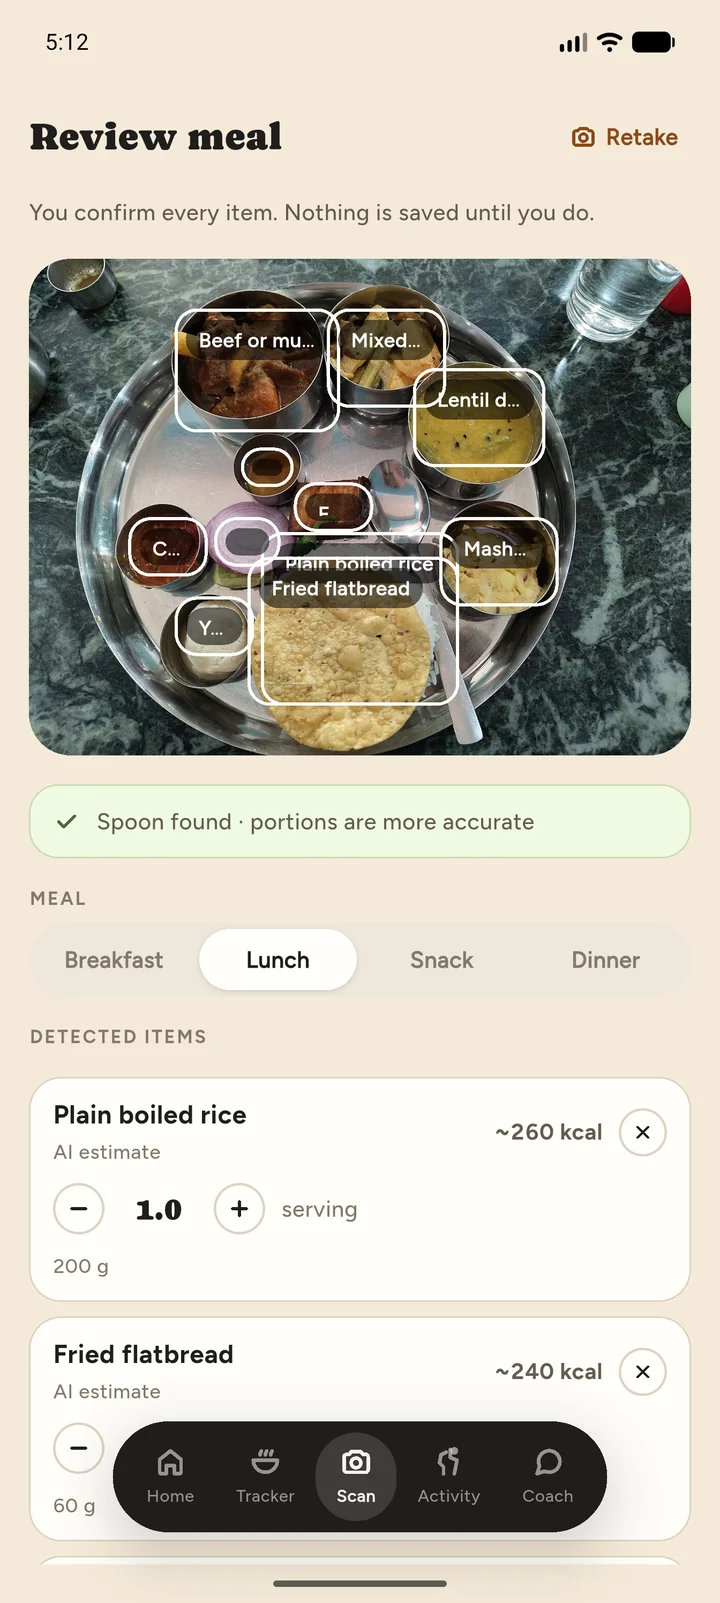 5:12
Review meal
Retake
You confirm every item. Nothing is saved until you do.
Beef or mu...
Mixed...
Lentil d...
F
C...
Mash...
Plain boiled rice
Fried flatbread
Y...
Spoon found · portions are more accurate
MEAL
Breakfast
Lunch
Snack
Dinner
DETECTED ITEMS
Plain boiled rice
AI estimate
~260 kcal
1.0
serving
200 g
Fried flatbread
AI estimate
~240 kcal
60 g
Home
Tracker
Scan
Activity
Coach